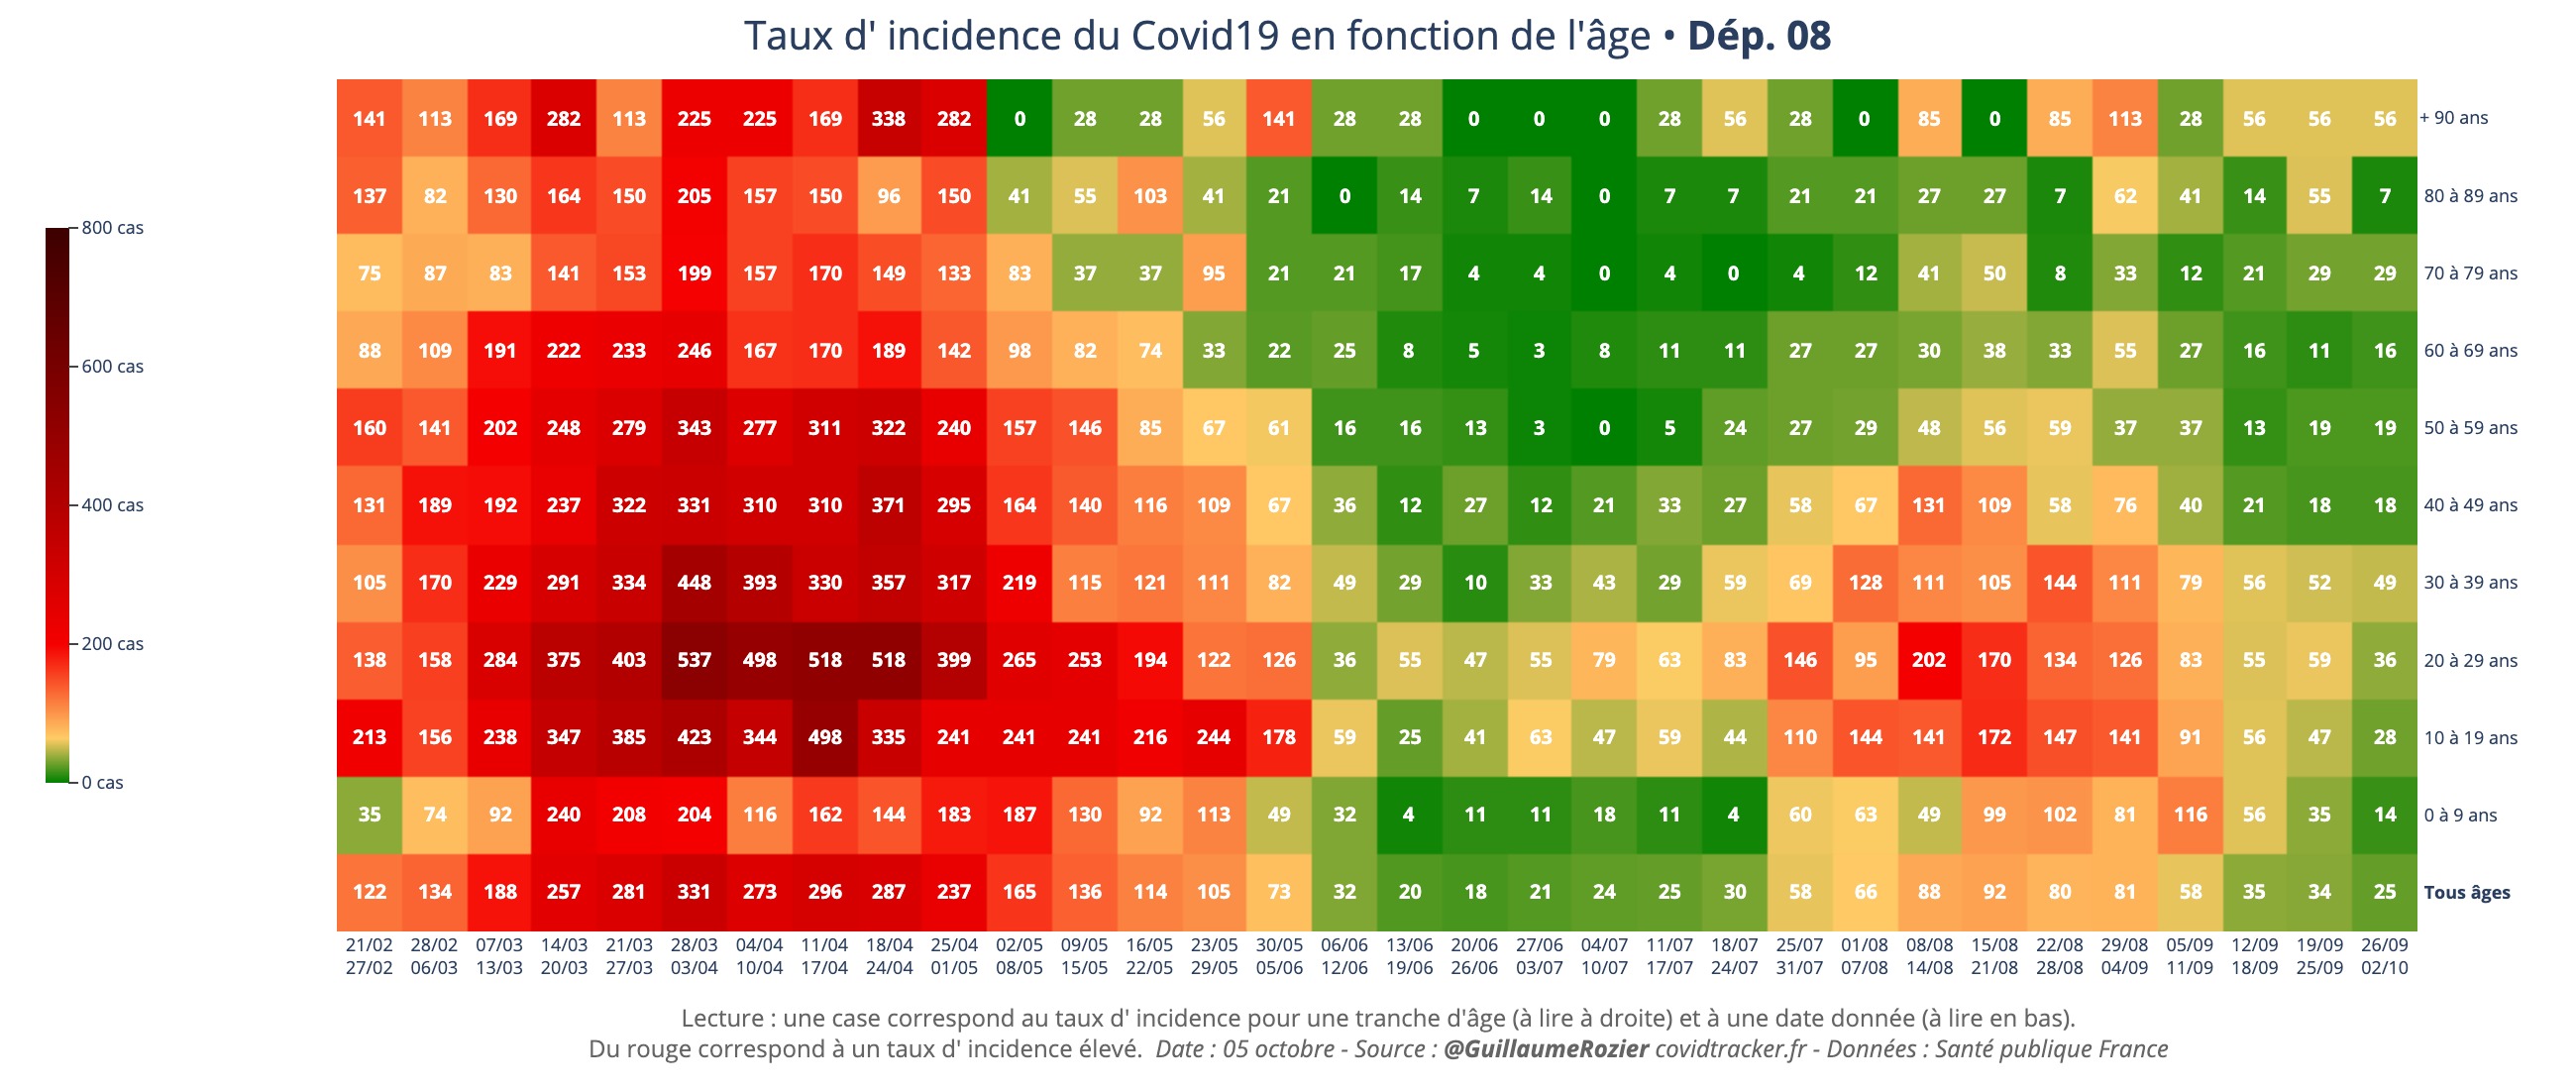 Taux d' incidence du Covid19 en fonction de l'âge • Dép. 08
141 113 169 282 113 225 225 169 338 282 0 28 28 56 141 28 28 0 0 0 28 56 28 0 85 0 85 113 28 56 56 56 + 90 ans
137 82 130 164 150 205 157 150 96 150 41 55 103 41 21 0 14 7 14 0 7 7 21 21 27 27 7 62 41 14 55 7 80 à 89 ans
800 cas
75 87 83 141 153 199 157 170 149 133 83 37 37 95 21 21 17 4 4 0 4 0 4 12 41 50 8 33 12 21 29 29 70 à 79 ans
88 109 191 222 233 246 167 170 189 142 98 82 74 33 22 25 8 5 3 8 11 11 27 27 30 38 33 55 27 16 11 16 60 à 69 ans
600 cas
160 141 202 248 279 343 277 311 322 240 157 146 85 67 61 16 16 13 3 0 5 24 27 29 48 56 59 37 37 13 19 19 50 à 59 ans
400 cas
131 189 192 237 322 331 310 310 371 295 164 140 116 109 67 36 12 27 12 21 33 27 58 67 131 109 58 76 40 21 18 18 40 à 49 ans
105 170 229 291 334 448 393 330 357 317 219 115 121 111 82 49 29 10 33 43 29 59 69 128 111 105 144 111 79 56 52 49 30 à 39 ans
200 cas
138 158 284 375 403 537 498 518 518 399 265 253 194 122 126 36 55 47 55 79 63 83 146 95 202 170 134 126 83 55 59 36 20 à 29 ans
213 156 238 347 385 423 344 498 335 241 241 241 216 244 178 59 25 41 63 47 59 44 110 144 141 172 147 141 91 56 47 28 10 à 19 ans
0 cas
35 74 92 240 208 204 116 162 144 183 187 130 92 113 49 32 4 11 11 18 11 4 60 63 49 99 102 81 116 56 35 14 0 à 9 ans
122 134 188 257 281 331 273 296 287 237 165 136 114 105 73 32 20 18 21 24 25 30 58 66 88 92 80 81 58 35 34 25 Tous âges
21/02 28/02 07/03 14/03 21/03 28/03 04/04 11/04 18/04 25/04 02/05 09/05 16/05 23/05 30/05 06/06 13/06 20/06 27/06 04/07 11/07 18/07 25/07 01/08 08/08 15/08 22/08 29/08 05/09 12/09 19/09 26/09
27/02 06/03 13/03 20/03 27/03 03/04 10/04 17/04 24/04 01/05 08/05 15/05 22/05 29/05 05/06 12/06 19/06 26/06 03/07 10/07 17/07 24/07 31/07 07/08 14/08 21/08 28/08 04/09 11/09 18/09 25/09 02/10
Lecture : une case correspond au taux d' incidence pour une tranche d'âge (à lire à droite) et à une date donnée (à lire en bas).
Du rouge correspond à un taux d' incidence élevé. Date : 05 octobre - Source : @GuillaumeRozier covidtracker.fr - Données : Santé publique France